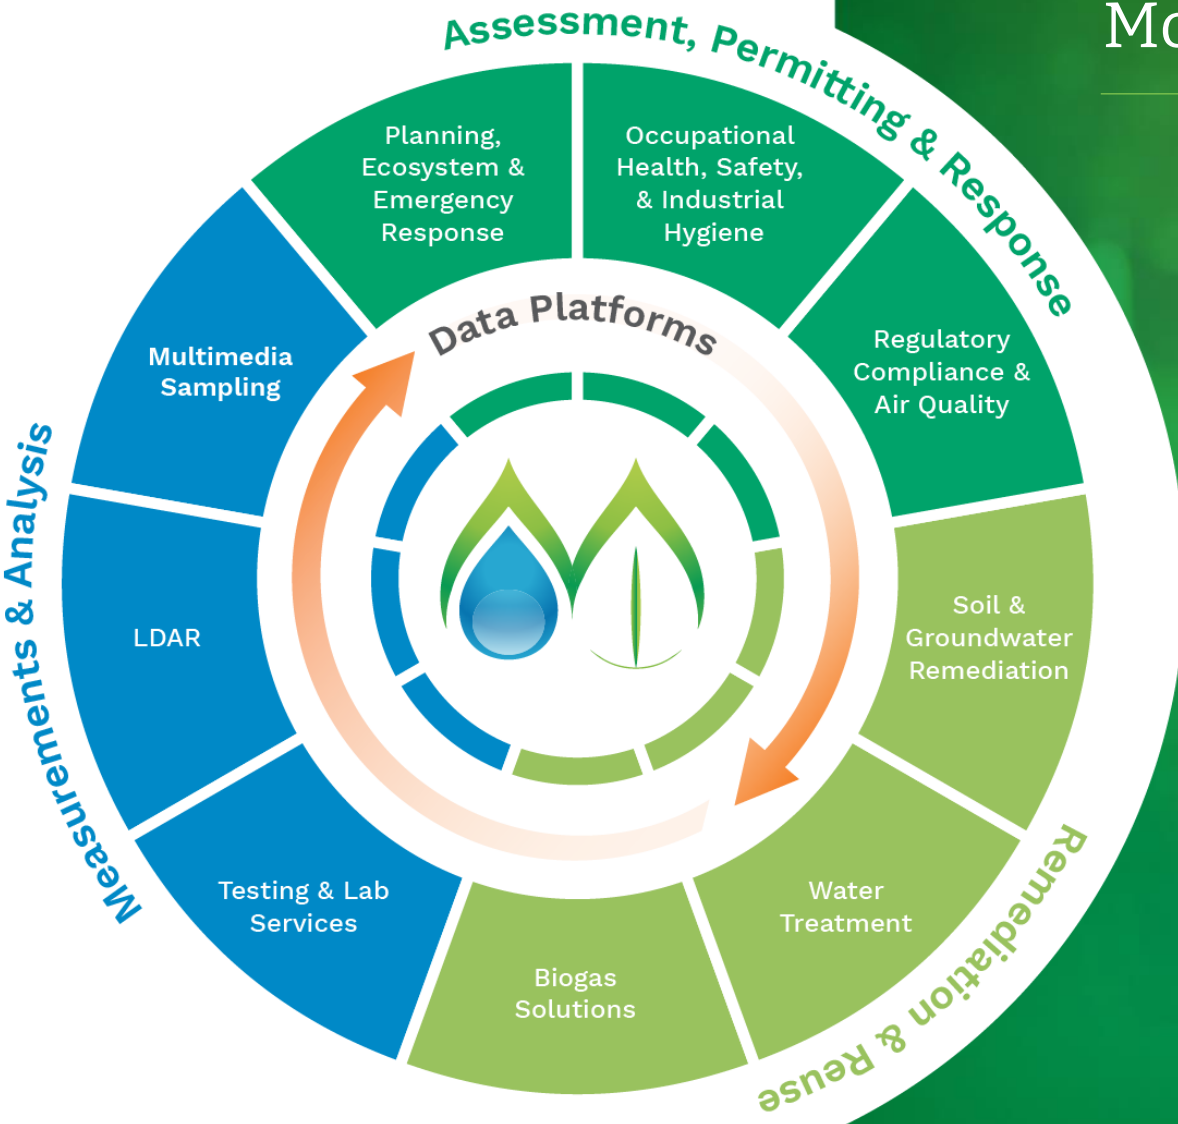 Assessment, Permitting & Response
Planning,
Ecosystem &
Emergency
Response
Occupational
Health, Safety,
& Industrial
Hygiene
Regulatory
Compliance &
Air Quality
Soil &
Groundwater
Remediation
Water
Treatment
Biogas
Solutions
Remediation & Reuse
Testing & Lab
Services
LDAR
Multimedia
Sampling
Measurements & Analysis
Data Platforms